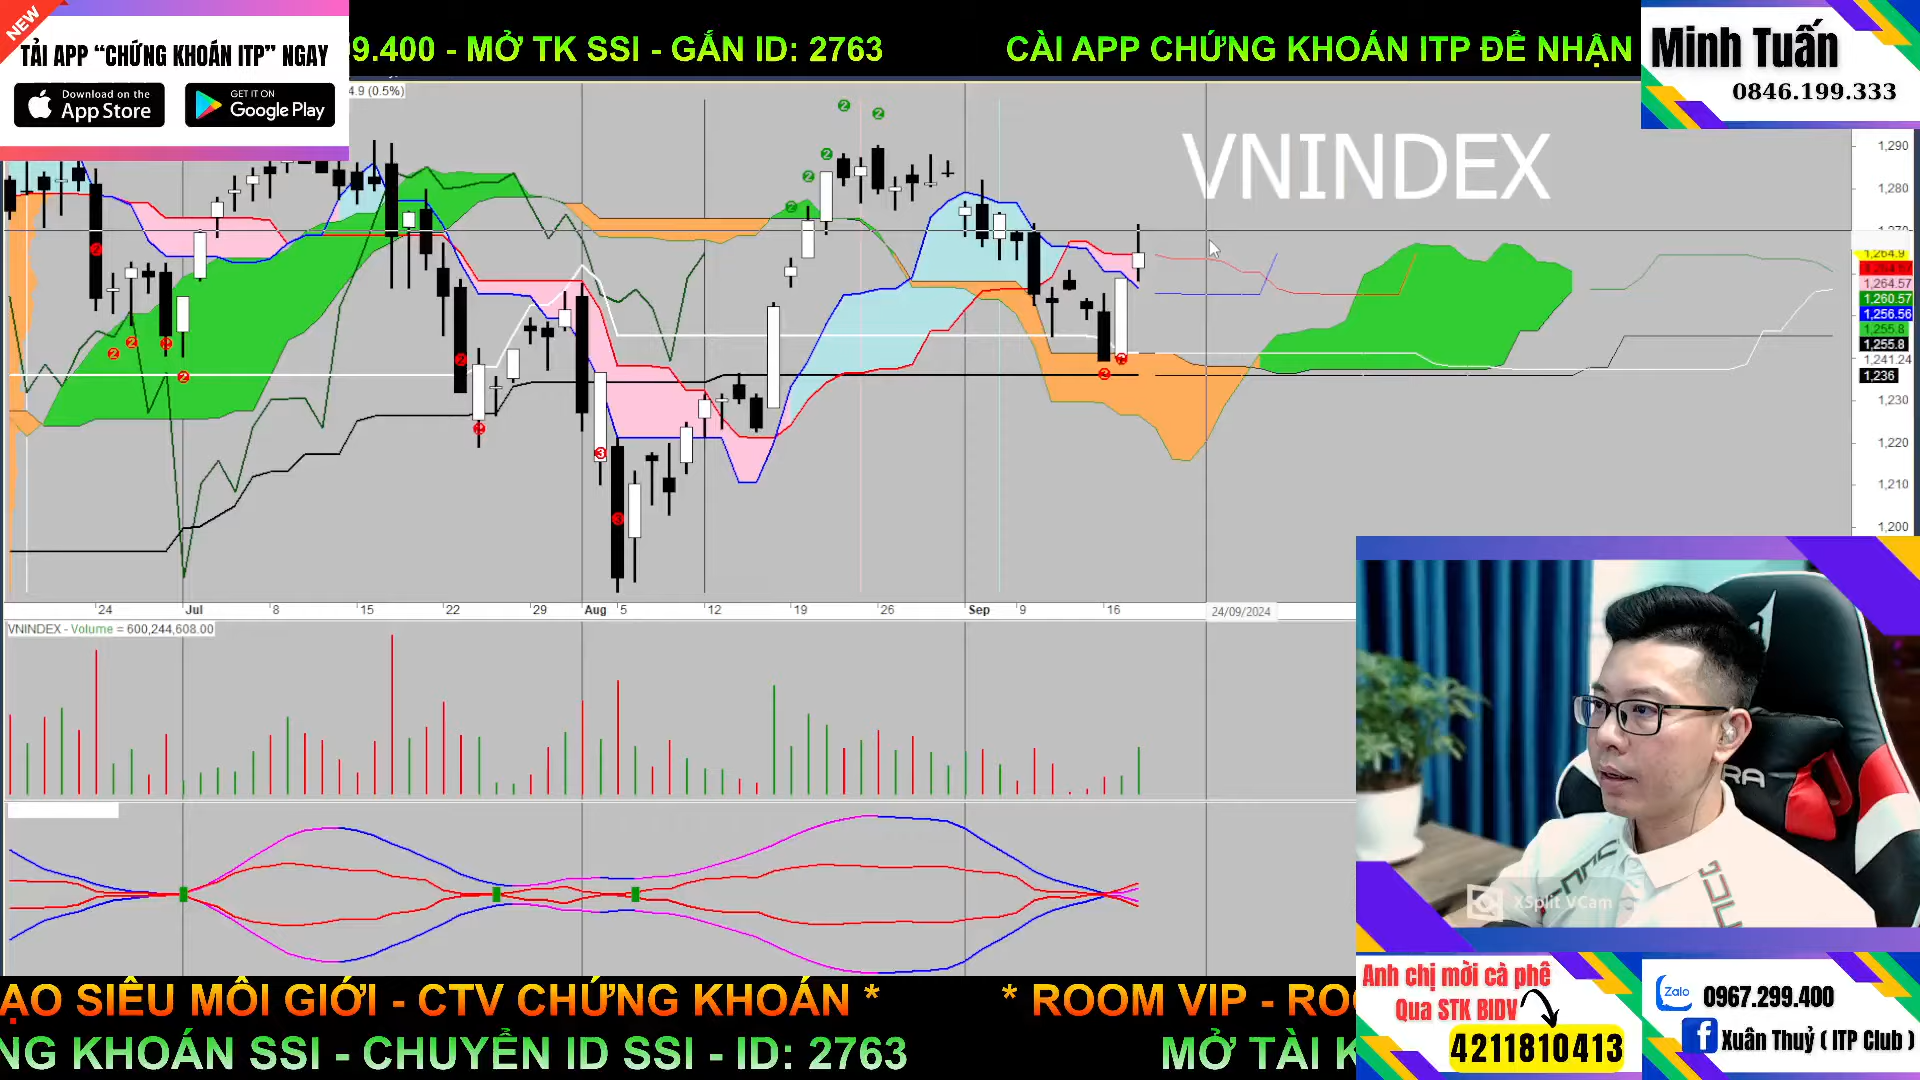 NEW
TẢI APP “CHỨNG KHOÁN ITP” NGAY
Download on the
App Store
GET IT ON
Google Play
9.400 - MỞ TK SSI - GẮN ID: 2763
CÀI APP CHỨNG KHOÁN ITP ĐỂ NHẬN
Minh Tuấn
0846.199.333
4.9 (0.5%)
VNINDEX
1,290
1,280
1,270
1,264.9
1,264.57
1,264.57
1,260.57
1,256.56
1,255.8
1,255.8
1,241.24
1,236
1,230
1,220
1,210
1,200
24
Jul
8
15
22
29
Aug
5
12
19
26
Sep
9
16
24/09/2024
VNINDEX - Volume = 600,244,608.00
XSplit VCam
ẠO SIÊU MÔI GIỚI - CTV CHỨNG KHOÁN *
* ROOM VIP - RO
NG KHOÁN SSI - CHUYỂN ID SSI - ID: 2763
MỞ TÀI K
Anh chị mời cà phê
Qua STK BIDV
4211810413
Zalo
0967.299.400
Xuân Thuỷ ( ITP Club )